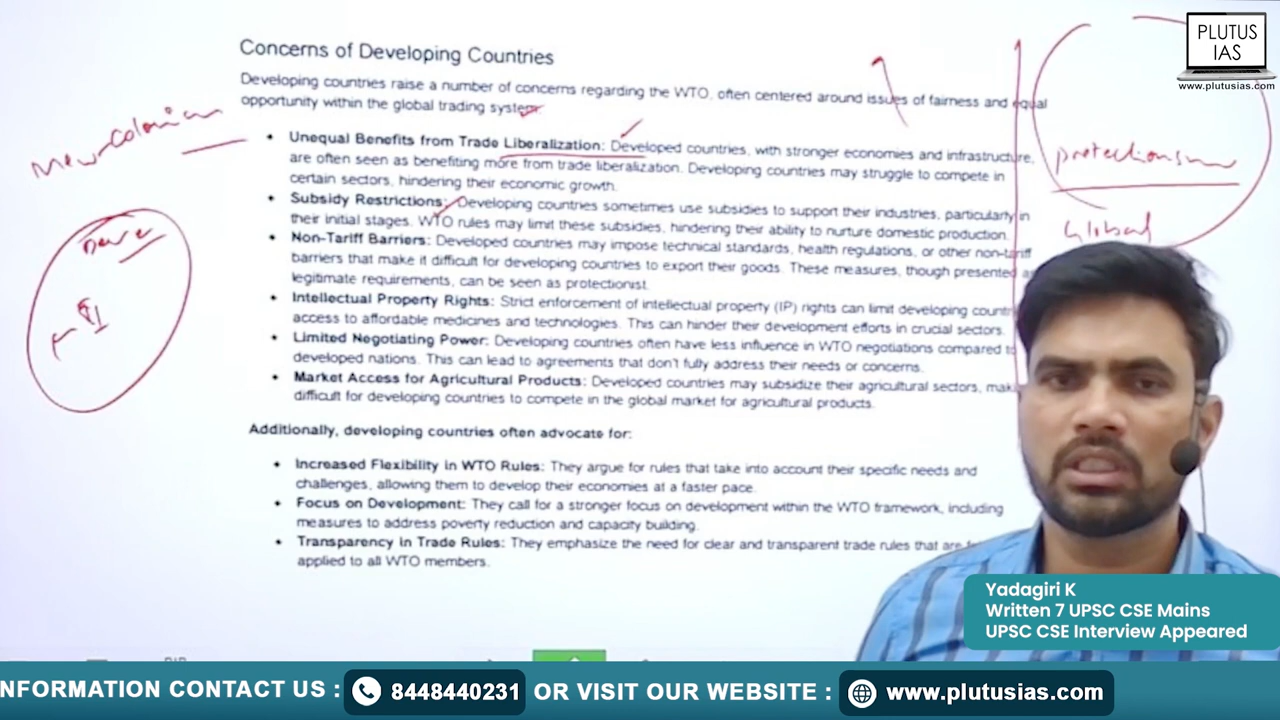 PLUTUS
IAS
www.plutusias.com
Concerns of Developing Countries
Developing countries raise a number of concerns regarding the WTO, often centered around issues of fairness and equal
opportunity within the global trading system.
• Unequal Benefits from Trade Liberalization: Developed countries, with stronger economies and infrastructure,
are often seen as benefiting more from trade liberalization. Developing countries may struggle to compete in
certain sectors, hindering their economic growth.
• Subsidy Restrictions: Developing countries sometimes use subsidies to support their industries, particularly in
their initial stages. WTO rules may limit these subsidies, hindering their ability to nurture domestic production.
• Non-Tariff Barriers: Developed countries may impose technical standards, health regulations, or other non-tariff
barriers that make it difficult for developing countries to export their goods. These measures, though presented as
legitimate requirements, can be seen as protectionist.
• Intellectual Property Rights: Strict enforcement of intellectual property (IP) rights can limit developing
access to affordable medicines and technologies. This can hinder their development efforts in crucial sectors.
• Limited Negotiating Power: Developing countries often have less influence in WTO negotiations compared to
developed nations. This can lead to agreements that don't fully address their needs or concerns.
• Market Access for Agricultural Products: Developed countries may subsidize their agricultural sectors,
difficult for developing countries to compete in the global market for agricultural products.
Additionally, developing countries often advocate for:
• Increased Flexibility in WTO Rules: They argue for rules that take into account their specific needs and
challenges, allowing them to develop their economies at a faster pace.
• Focus on Development: They call for a stronger focus on development within the WTO framework, including
measures to address poverty reduction and capacity building.
• Transparency in Trade Rules: They emphasize the need for clear and transparent trade rules that are
applied to all WTO members.
protectionism
Global
Yadagiri K
Written 7 UPSC CSE Mains
UPSC CSE Interview Appeared
NFORMATION CONTACT US : 8448440231 OR VISIT OUR WEBSITE : www.plutusias.com